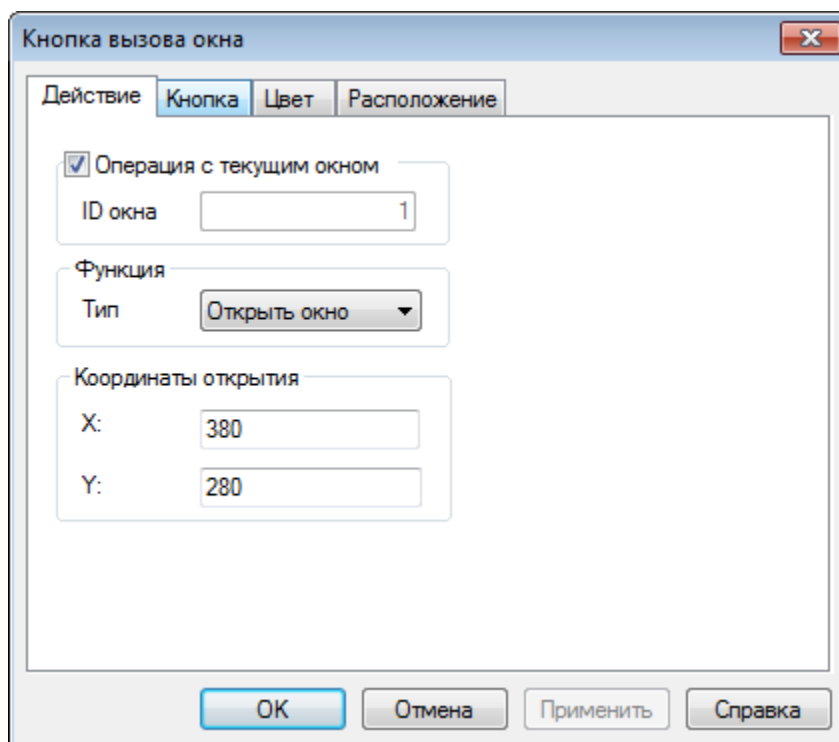 Кнопка вызова окна
Действие Кнопка Цвет Расположение
Операция с текущим окном
ID окна 1
Функция
Тип Открыть окно
Координаты открытия
X: 380
Y: 280
OK Отмена Применить Справка